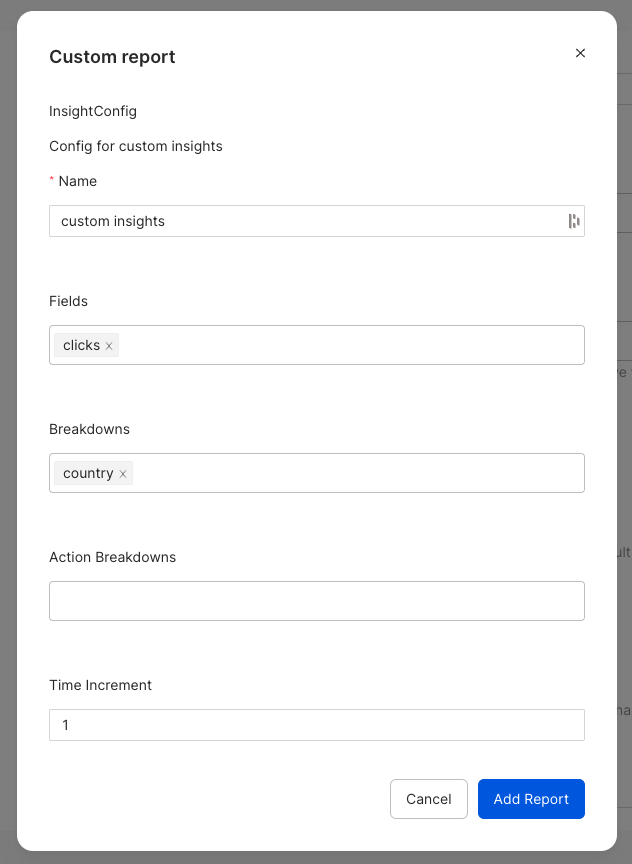 Custom report
InsightConfig
Config for custom insights
* Name
custom insights
Fields
clicks
Breakdowns
country
Action Breakdowns
Time Increment
1
Cancel
Add Report